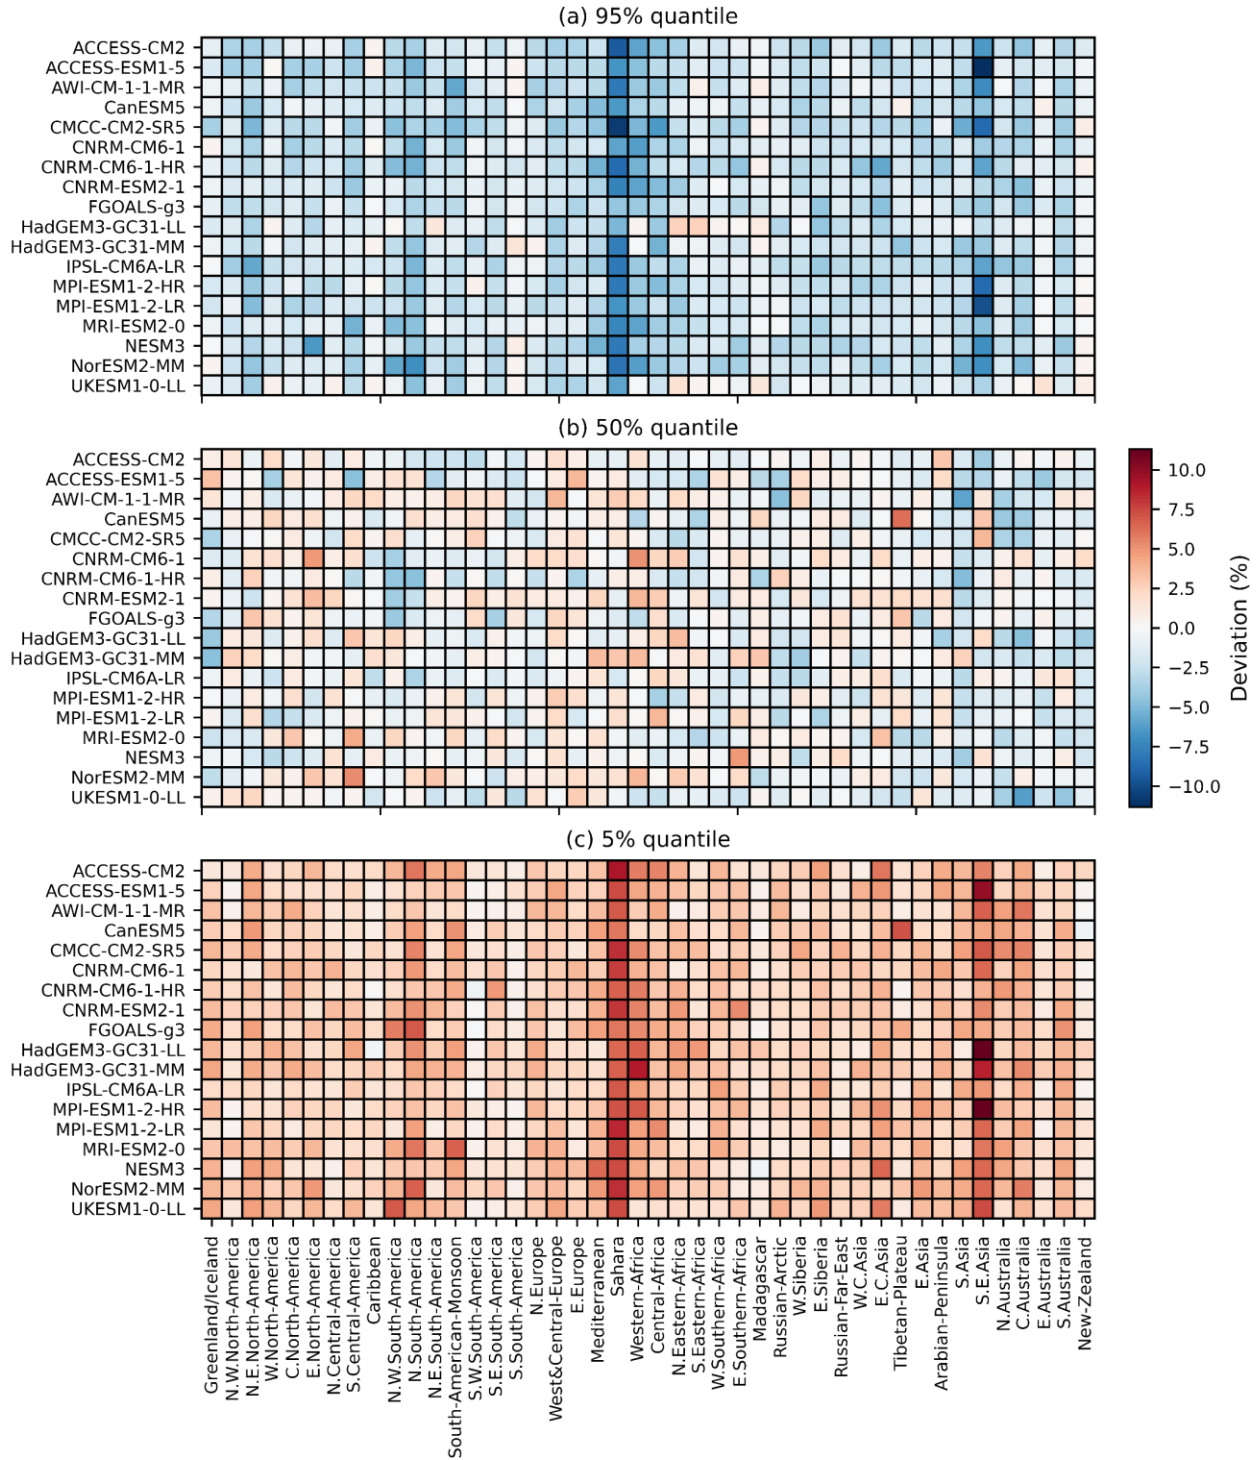 (a) 95% quantile
ACCESS-CM2
ACCESS-ESM1-5
AWI-CM-1-1-MR
CanESM5
CMCC-CM2-SR5
CNRM-CM6-1
CNRM-CM6-1-HR
CNRM-ESM2-1
FGOALS-g3
HadGEM3-GC31-LL
HadGEM3-GC31-MM
IPSL-CM6A-LR
MPI-ESM1-2-HR
MPI-ESM1-2-LR
MRI-ESM2-0
NESM3
NorESM2-MM
UKESM1-0-LL
(b) 50% quantile
ACCESS-CM2
ACCESS-ESM1-5
AWI-CM-1-1-MR
CanESM5
CMCC-CM2-SR5
CNRM-CM6-1
CNRM-CM6-1-HR
CNRM-ESM2-1
FGOALS-g3
HadGEM3-GC31-LL
HadGEM3-GC31-MM
IPSL-CM6A-LR
MPI-ESM1-2-HR
MPI-ESM1-2-LR
MRI-ESM2-0
NESM3
NorESM2-MM
UKESM1-0-LL
10.0
7.5
5.0
2.5
0.0
−2.5
−5.0
−7.5
−10.0
Deviation (%)
(c) 5% quantile
ACCESS-CM2
ACCESS-ESM1-5
AWI-CM-1-1-MR
CanESM5
CMCC-CM2-SR5
CNRM-CM6-1
CNRM-CM6-1-HR
CNRM-ESM2-1
FGOALS-g3
HadGEM3-GC31-LL
HadGEM3-GC31-MM
IPSL-CM6A-LR
MPI-ESM1-2-HR
MPI-ESM1-2-LR
MRI-ESM2-0
NESM3
NorESM2-MM
UKESM1-0-LL
Greenland/Iceland
N.W.North-America
N.E.North-America
W.North-America
C.North-America
E.North-America
N.Central-America
S.Central-America
Caribbean
N.W.South-America
N.South-America
N.E.South-America
South-American-Monsoon
S.W.South-America
S.E.South-America
S.South-America
N.Europe
West&Central-Europe
E.Europe
Mediterranean
Sahara
Western-Africa
Central-Africa
N.Eastern-Africa
S.Eastern-Africa
W.Southern-Africa
E.Southern-Africa
Madagascar
Russian-Arctic
W.Siberia
E.Siberia
Russian-Far-East
W.C.Asia
E.C.Asia
Tibetan-Plateau
E.Asia
Arabian-Peninsula
S.Asia
S.E.Asia
N.Australia
C.Australia
E.Australia
S.Australia
New-Zealand